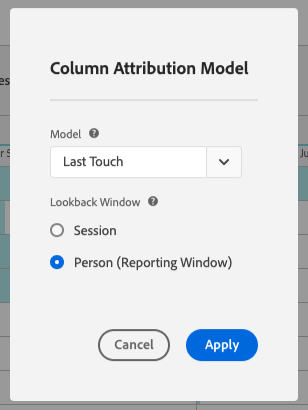 Column Attribution Model
Model
Last Touch
Lookback Window
Session
Person (Reporting Window)
Cancel Apply